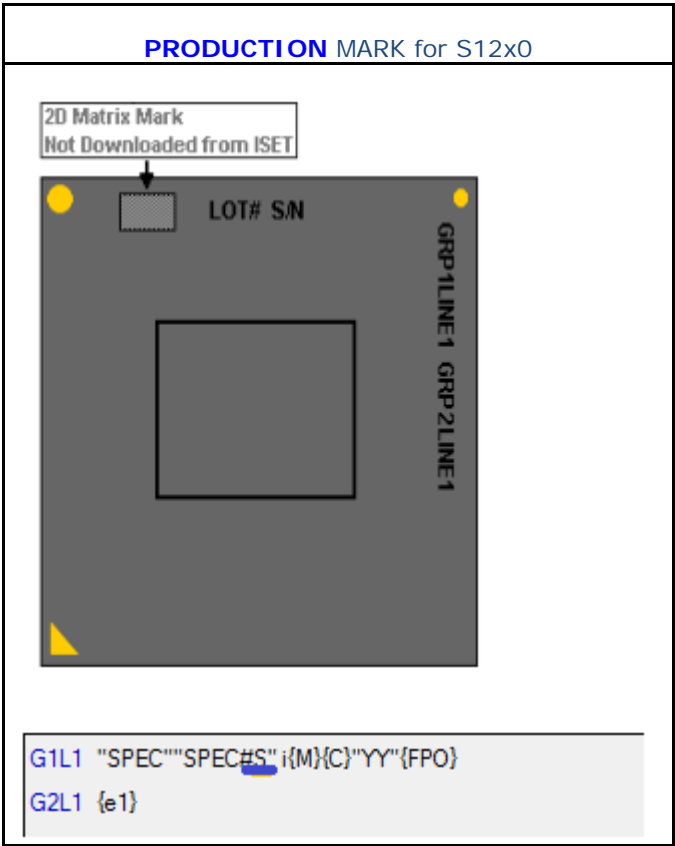 PRODUCTION MARK for S12x0
2D Matrix Mark
Not Downloaded from ISET
LOT# S/N
GRP1LINE1 GRP2LINE1
G1L1 "SPEC""SPEC#S" i{M}{C}"YY"{FPO}
G2L1 {e1}